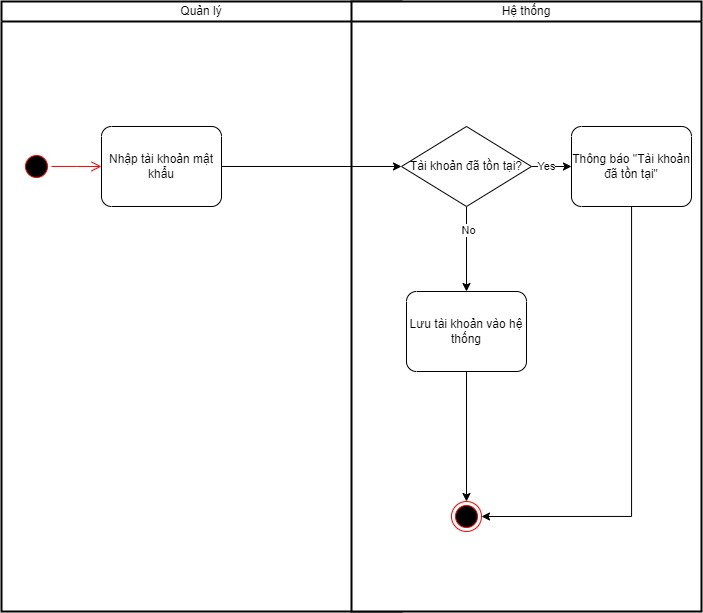 Quản lý
Hệ thống
Nhập tài khoản mật
khẩu
Tài khoản đã tồn tại?
Yes
Thông báo "Tài khoản
đã tồn tại"
No
Lưu tài khoản vào hệ
thống